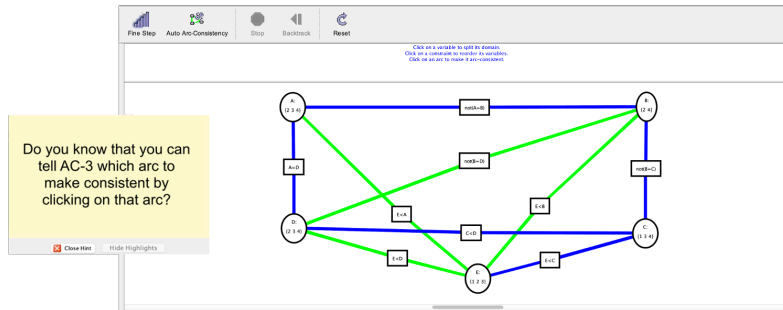 Fine Step
Auto Arc-Consistency
Stop
Backtrack
Reset
Click on a variable to split its domain.
Click on a constraint to reorder its variables.
Click on an arc to make it arc-consistent.
Do you know that you can
tell AC-3 which arc to
make consistent by
clicking on that arc?
Close Hint
Hide Highlights
A:
{2 3 4}
not(A=B)
B:
{2 4}
A=D
not(B=D)
not(B=C)
E<A
E<B
D:
{2 3 4}
C<D
C:
{1 3 4}
E<D
E<C
E:
{1 2 3}